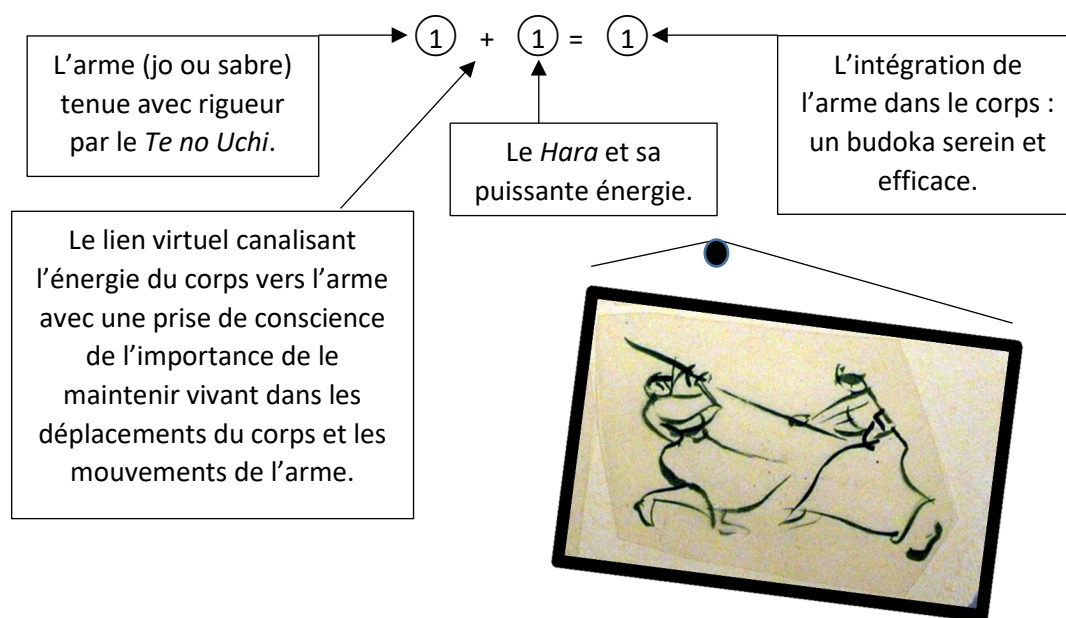 1 + 1 = 1
L’arme (jo ou sabre)
tenue avec rigueur
par le Te no Uchi.
Le lien virtuel canalisant
l’énergie du corps vers l’arme
avec une prise de conscience
de l’importance de le
maintenir vivant dans les
déplacements du corps et les
mouvements de l’arme.
Le Hara et sa
puissante énergie.
L’intégration de
l’arme dans le corps :
un budoka serein et
efficace.